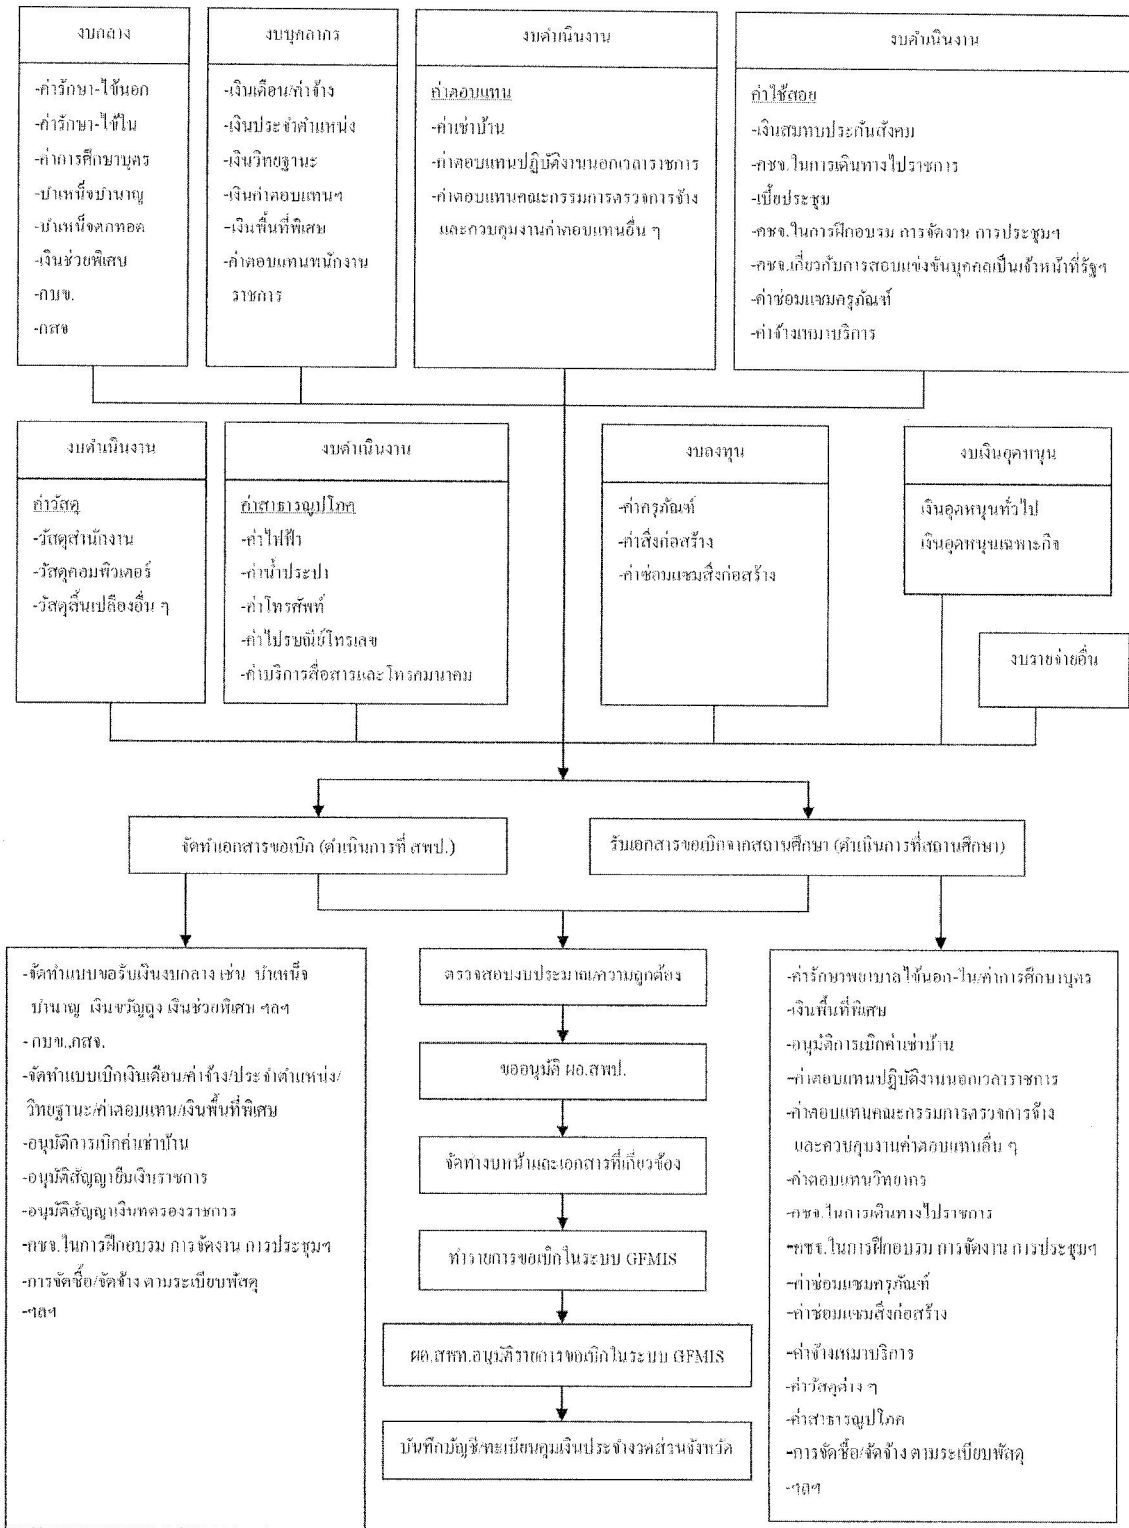 งบกลาง
-ค่ารักษา-ไข้นอก
-ค่ารักษา-ไข้ใน
-ค่าการศึกษาบุตร
-บำเหน็จบำนาญ
-บำเหน็จตกทอด
-เงินช่วยพิเศษ
-กบข.
-กสจ
งบบุคลากร
-เงินเดือน/ค่าจ้าง
-เงินประจำตำแหน่ง
-เงินวิทยฐานะ
-เงินค่าตอบแทนฯ
-เงินพื้นที่พิเศษ
-ค่าตอบแทนพนักงาน
ราชการ
งบดำเนินงาน
ค่าตอบแทน
-ค่าเช่าบ้าน
-ค่าตอบแทนปฏิบัติงานนอกเวลาราชการ
-ค่าตอบแทนคณะกรรมการตรวจการจ้าง
และควบคุมงานค่าตอบแทนอื่น ๆ
งบดำเนินงาน
ค่าใช้สอย
-เงินสมทบประกันสังคม
-คชจ.ในการเดินทางไปราชการ
-เบี้ยประชุม
-คชจ.ในการฝึกอบรม การจัดงาน การประชุมฯ
-คชจ.เกี่ยวกับการสอบแข่งขันบุคคลเป็นเจ้าหน้าที่รัฐฯ
-ค่าซ่อมแซมครุภัณฑ์
-ค่าจ้างเหมาบริการ
งบดำเนินงาน
ค่าวัสดุ
-วัสดุสำนักงาน
-วัสดุคอมพิวเตอร์
-วัสดุสิ้นเปลืองอื่น ๆ
งบดำเนินงาน
ค่าสาธารณูปโภค
-ค่าไฟฟ้า
-ค่าน้ำประปา
-ค่าโทรศัพท์
-ค่าไปรษณีย์โทรเลข
-ค่าบริการสื่อสารและโทรคมนาคม
งบลงทุน
-ค่าครุภัณฑ์
-ค่าสิ่งก่อสร้าง
-ค่าซ่อมแซมสิ่งก่อสร้าง
งบเงินอุดหนุน
เงินอุดหนุนทั่วไป
เงินอุดหนุนเฉพาะกิจ
งบรายจ่ายอื่น
จัดทำเอกสารขอเบิก (ดำเนินการที่ สพป.)
รับเอกสารขอเบิกจากสถานศึกษา (ดำเนินการที่สถานศึกษา)
-จัดทำแบบขอรับเงินงบกลาง เช่น บำเหน็จ
บำนาญ เงินขวัญถุง เงินช่วยพิเศษ ฯลฯ
- กบข.,กสจ.
-จัดทำแบบเบิกเงินเดือน/ค่าจ้าง/ประจำตำแหน่ง/
วิทยฐานะ/ค่าตอบแทน/เงินพื้นที่พิเศษ
-อนุมัติการเบิกค่าเช่าบ้าน
-อนุมัติสัญญายืมเงินราชการ
-อนุมัติสัญญาเงินทดรองราชการ
-คชจ.ในการฝึกอบรม การจัดงาน การประชุมฯ
-การจัดซื้อ/จัดจ้าง ตามระเบียบพัสดุ
-ฯลฯ
ตรวจสอบงบประมาณ/ความถูกต้อง
ขออนุมัติ ผอ.สพป.
จัดทำงบหน้าและเอกสารที่เกี่ยวข้อง
ทำรายการขอเบิกในระบบ GFMIS
ผอ.สพท.อนุมัติรายการขอเบิกในระบบ GFMIS
บันทึกบัญชี/ทะเบียนคุมเงินประจำงวดส่วนจังหวัด
-ค่ารักษาพยาบาลไข้นอก-ใน/ค่าการศึกษาบุตร
-เงินพื้นที่พิเศษ
-อนุมัติการเบิกค่าเช่าบ้าน
-ค่าตอบแทนปฏิบัติงานนอกเวลาราชการ
-ค่าตอบแทนคณะกรรมการตรวจการจ้าง
และควบคุมงานค่าตอบแทนอื่น ๆ
-ค่าตอบแทนวิทยากร
-คชจ.ในการเดินทางไปราชการ
-คชจ.ในการฝึกอบรม การจัดงาน การประชุมฯ
-ค่าซ่อมแซมครุภัณฑ์
-ค่าซ่อมแซมสิ่งก่อสร้าง
-ค่าจ้างเหมาบริการ
-ค่าวัสดุต่าง ๆ
-ค่าสาธารณูปโภค
-การจัดซื้อ/จัดจ้าง ตามระเบียบพัสดุ
-ฯลฯ